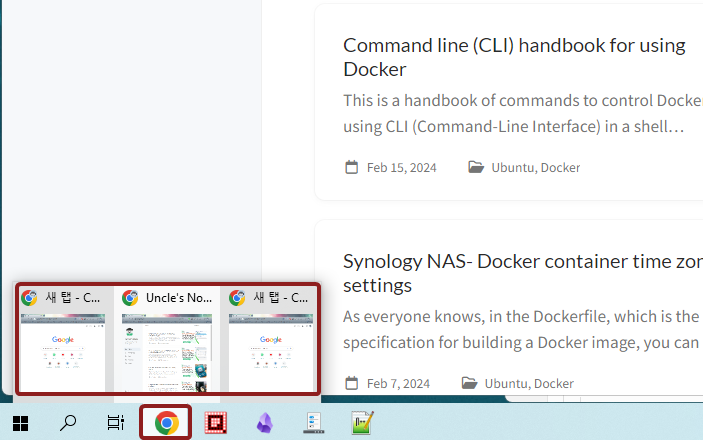 Command line (CLI) handbook for using
Docker
This is a handbook of commands to control Docke
using CLI (Command-Line Interface) in a shell…
Feb 15, 2024 Ubuntu, Docker
Synology NAS- Docker container time zor
settings
As everyone knows, in the Dockerfile, which is the
specification for building a Docker image, you can
Feb 7, 2024 Ubuntu, Docker
새 탭 - C... Uncle's No... 새 탭 - C...
Google Google